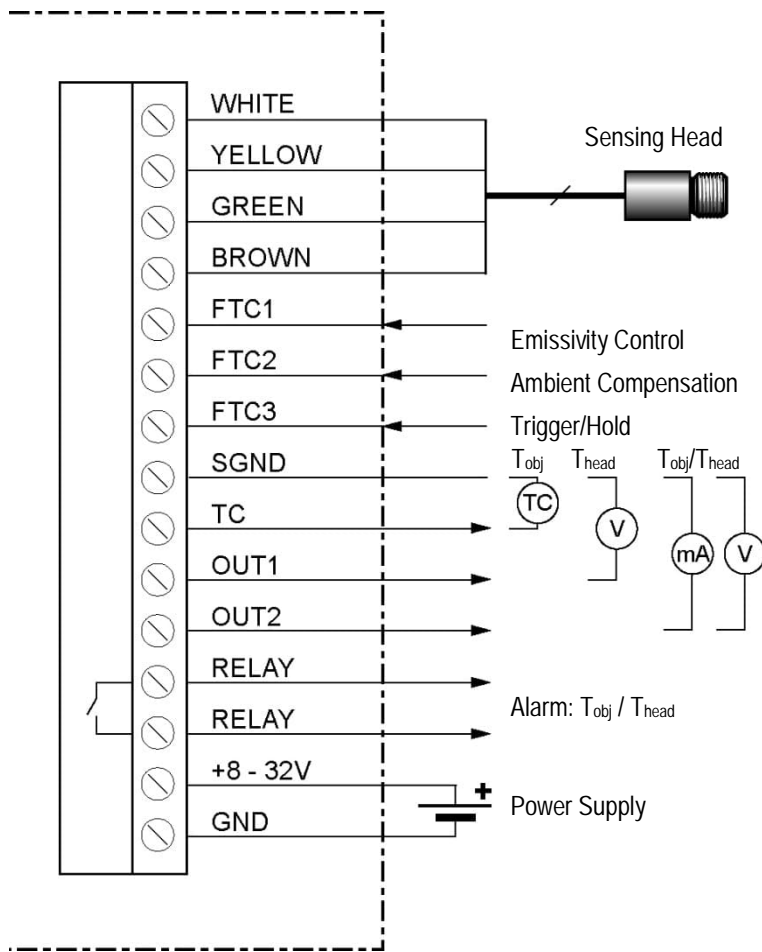 WHITE
Sensing Head
YELLOW
GREEN
BROWN
FTC1
Emissivity Control
FTC2
Ambient Compensation
FTC3
Trigger/Hold
SGND
Tobj Thead Tobj/Thead
TC
TC
V
mA
V
OUT1
OUT2
RELAY
RELAY
Alarm: Tobj / Thead
+8 - 32V
+
Power Supply
GND